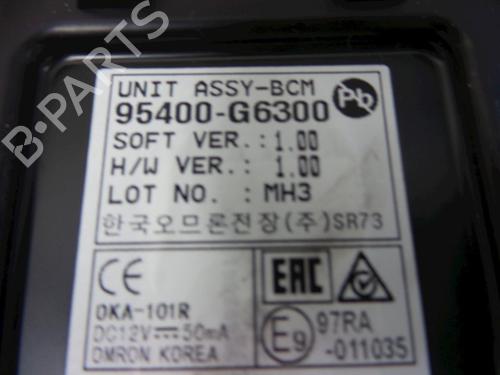 UNIT ASSY-BCM
95400-G6300
Pb
SOFT VER.:1.00
H/W VER.:1.00
LOT NO. : MH3
한국오므론전장(주)SR73
CE
EAC
OKA-101R
DC12V⎓50mA
OMRON KOREA
E9
97RA
-011035
B-PARTS